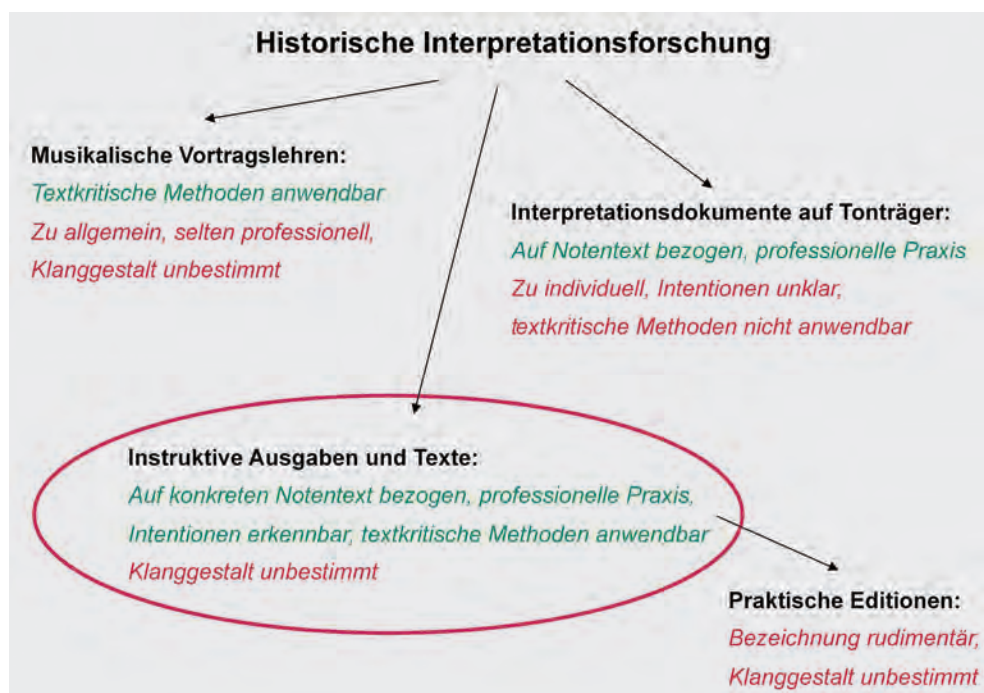 Historische Interpretationsforschung
Musikalische Vortragslehren:
Textkritische Methoden anwendbar
Zu allgemein, selten professionell,
Klanggestalt unbestimmt
Interpretationsdokumente auf Tonträger:
Auf Notentext bezogen, professionelle Praxis
Zu individuell, Intentionen unklar,
textkritische Methoden nicht anwendbar
Instruktive Ausgaben und Texte:
Auf konkreten Notentext bezogen, professionelle Praxis,
Intentionen erkennbar, textkritische Methoden anwendbar
Klanggestalt unbestimmt
Praktische Editionen:
Bezeichnung rudimentär,
Klanggestalt unbestimmt